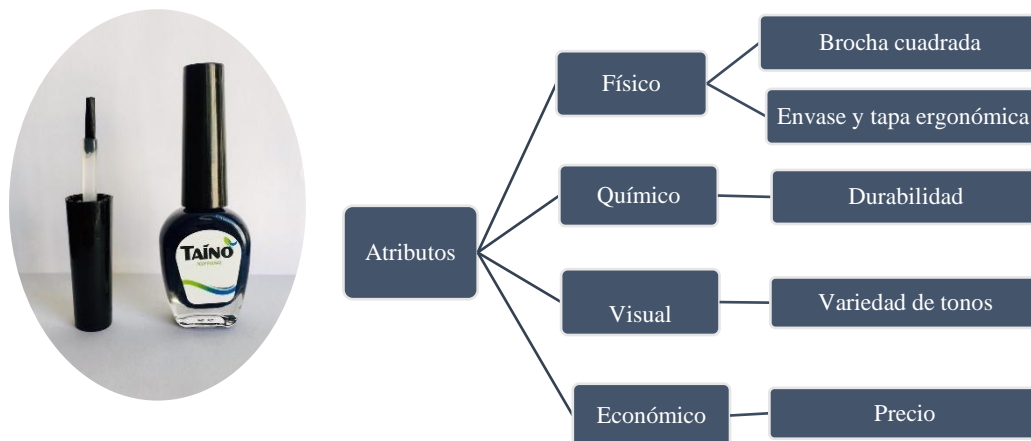 TAÍNO
Atributos
Físico
Brocha cuadrada
Envase y tapa ergonómica
Químico
Durabilidad
Visual
Variedad de tonos
Económico
Precio